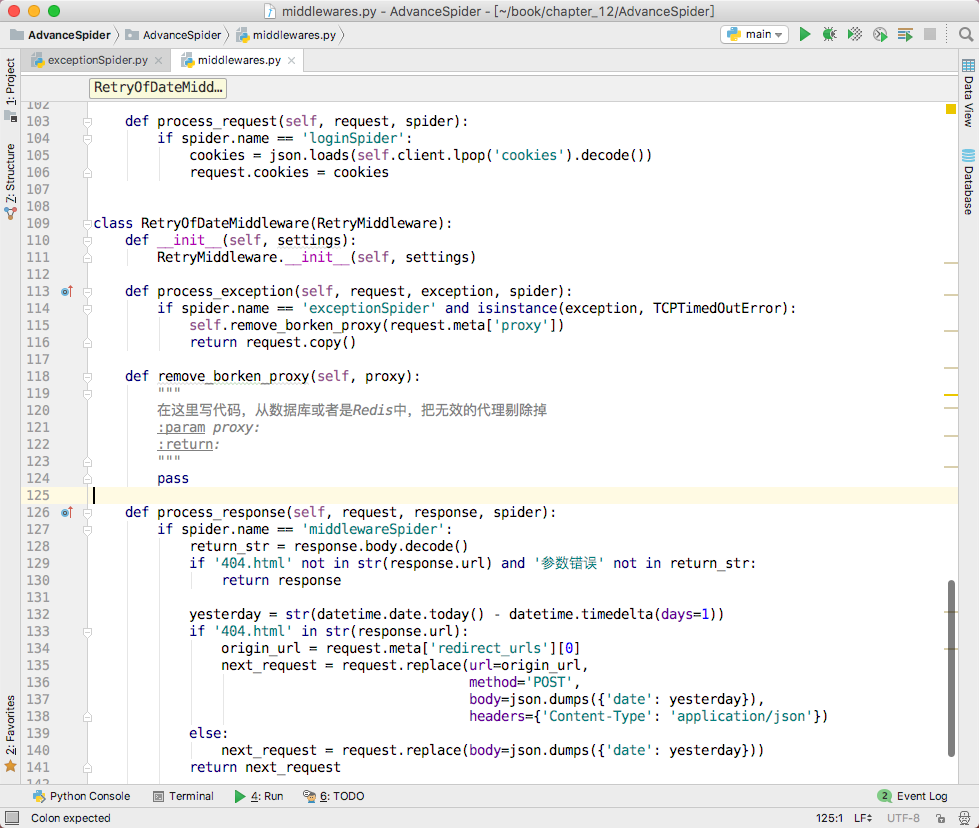 middlewares.py - AdvanceSpider - [~/book/chapter_12/AdvanceSpider]
AdvanceSpider
AdvanceSpider
middlewares.py
main
exceptionSpider.py
middlewares.py
RetryOfDateMidd…
1: Project
7: Structure
2: Favorites
Data View
Database
102
103 def process_request(self, request, spider):
104 if spider.name == 'loginSpider':
105 cookies = json.loads(self.client.lpop('cookies').decode())
106 request.cookies = cookies
107
108
109 class RetryOfDateMiddleware(RetryMiddleware):
110 def __init__(self, settings):
111 RetryMiddleware.__init__(self, settings)
112
113 def process_exception(self, request, exception, spider):
114 if spider.name == 'exceptionSpider' and isinstance(exception, TCPTimedOutError):
115 self.remove_borken_proxy(request.meta['proxy'])
116 return request.copy()
117
118 def remove_borken_proxy(self, proxy):
119 """
120 在这里写代码，从数据库或者是Redis中，把无效的代理剔除掉
121 :param proxy:
122 :return:
123 """
124 pass
125
126 def process_response(self, request, response, spider):
127 if spider.name == 'middlewareSpider':
128 return_str = response.body.decode()
129 if '404.html' not in str(response.url) and '参数错误' not in return_str:
130 return response
131
132 yesterday = str(datetime.date.today() - datetime.timedelta(days=1))
133 if '404.html' in str(response.url):
134 origin_url = request.meta['redirect_urls'][0]
135 next_request = request.replace(url=origin_url,
136 method='POST',
137 body=json.dumps({'date': yesterday}),
138 headers={'Content-Type': 'application/json'})
139 else:
140 next_request = request.replace(body=json.dumps({'date': yesterday}))
141 return next_request
142
Python Console
Terminal
4: Run
6: TODO
2 Event Log
Colon expected
125:1
LF
UTF-8